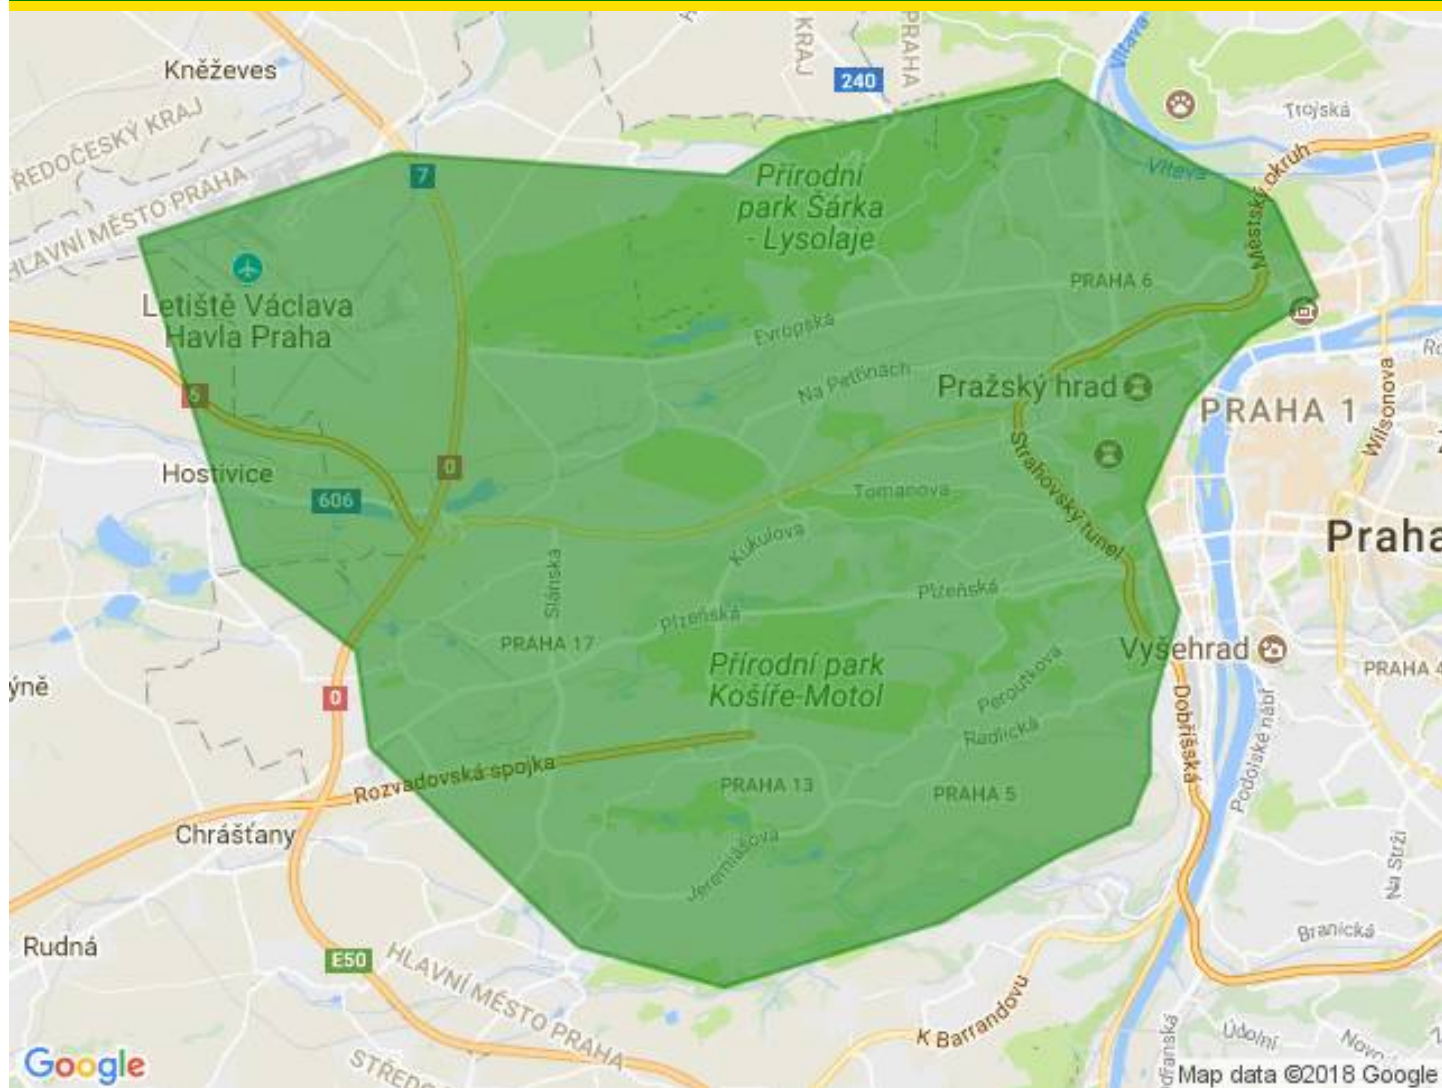 Kněževes
KRAJ
PRAHA
Vltava
240
Trojská
7
Vltava
Městský okruh
HLAVNÍ MĚSTO PRAHA
Přírodní
park Šárka
- Lysolaje
PRAHA 6
Letiště Václava
Havla Praha
Evropská
Na Petřinách
Pražský hrad
PRAHA 1
Wilsonova
6
Hostivice
0
606
Tomanova
Strahovský tunel
Praha
Kukulova
Slánská
Plzeňská
Plzeňská
PRAHA 17
Vyšehrad
PRAHA 4
Přírodní park
Košíře-Motol
Peroutkova
Radlická
0
Dobříšská
Podolské nábř
Rozvadovská spojka
PRAHA 13
PRAHA 5
Chrášťany
Jeremiášova
Na Strži
Rudná
E50
HLAVNÍ MĚSTO PRAHA
Branická
K Barrandovu
Údolní
Google
Map data ©2018 Google